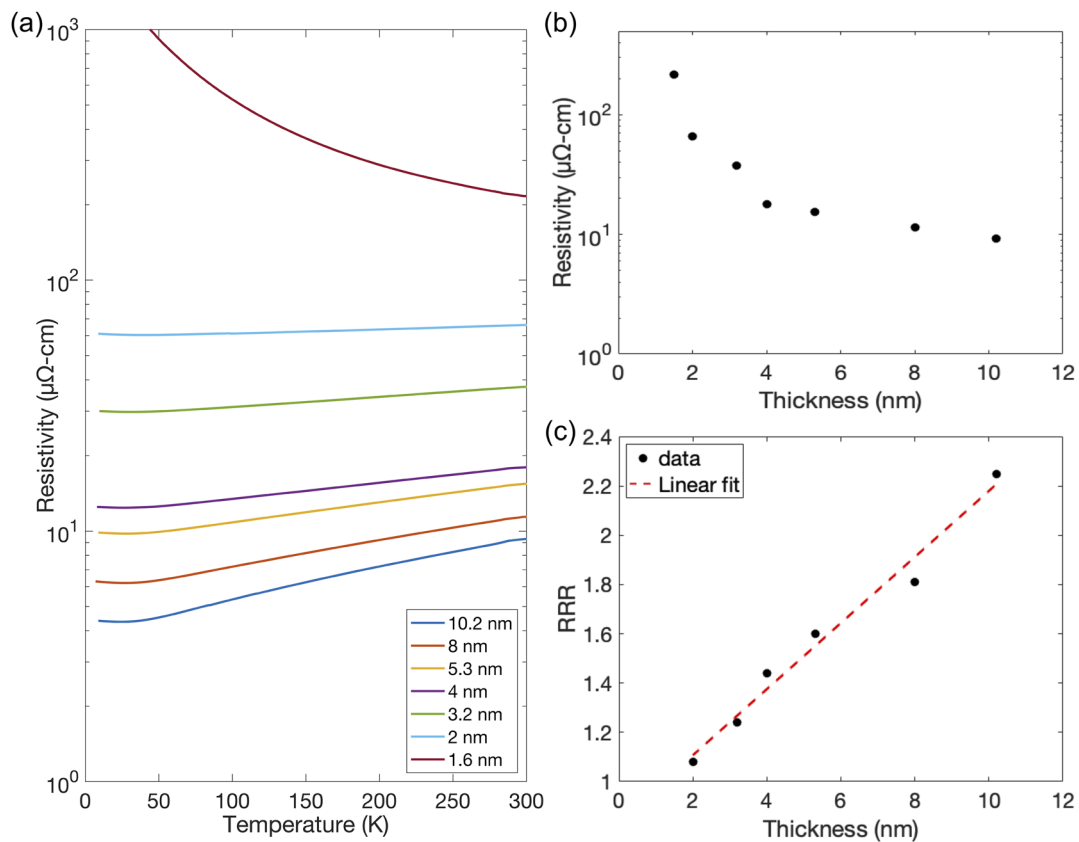 (a)
10³
10²
10¹
10⁰
Resistivity (μΩ-cm)
0 50 100 150 200 250 300
Temperature (K)
10.2 nm
8 nm
5.3 nm
4 nm
3.2 nm
2 nm
1.6 nm
(b)
10²
10¹
10⁰
Resistivity (μΩ-cm)
0 2 4 6 8 10 12
Thickness (nm)
(c)
2.4
2.2
2
1.8
1.6
1.4
1.2
1
RRR
data
Linear fit
0 2 4 6 8 10 12
Thickness (nm)